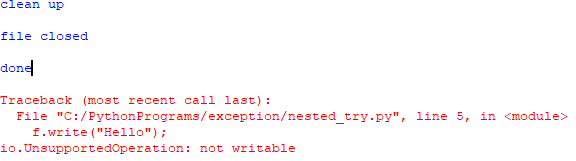 clean up
file closed
done
Traceback (most recent call last):
  File "C:/PythonPrograms/exception/nested_try.py", line 5, in <module>
    f.write("Hello");
io.UnsupportedOperation: not writable